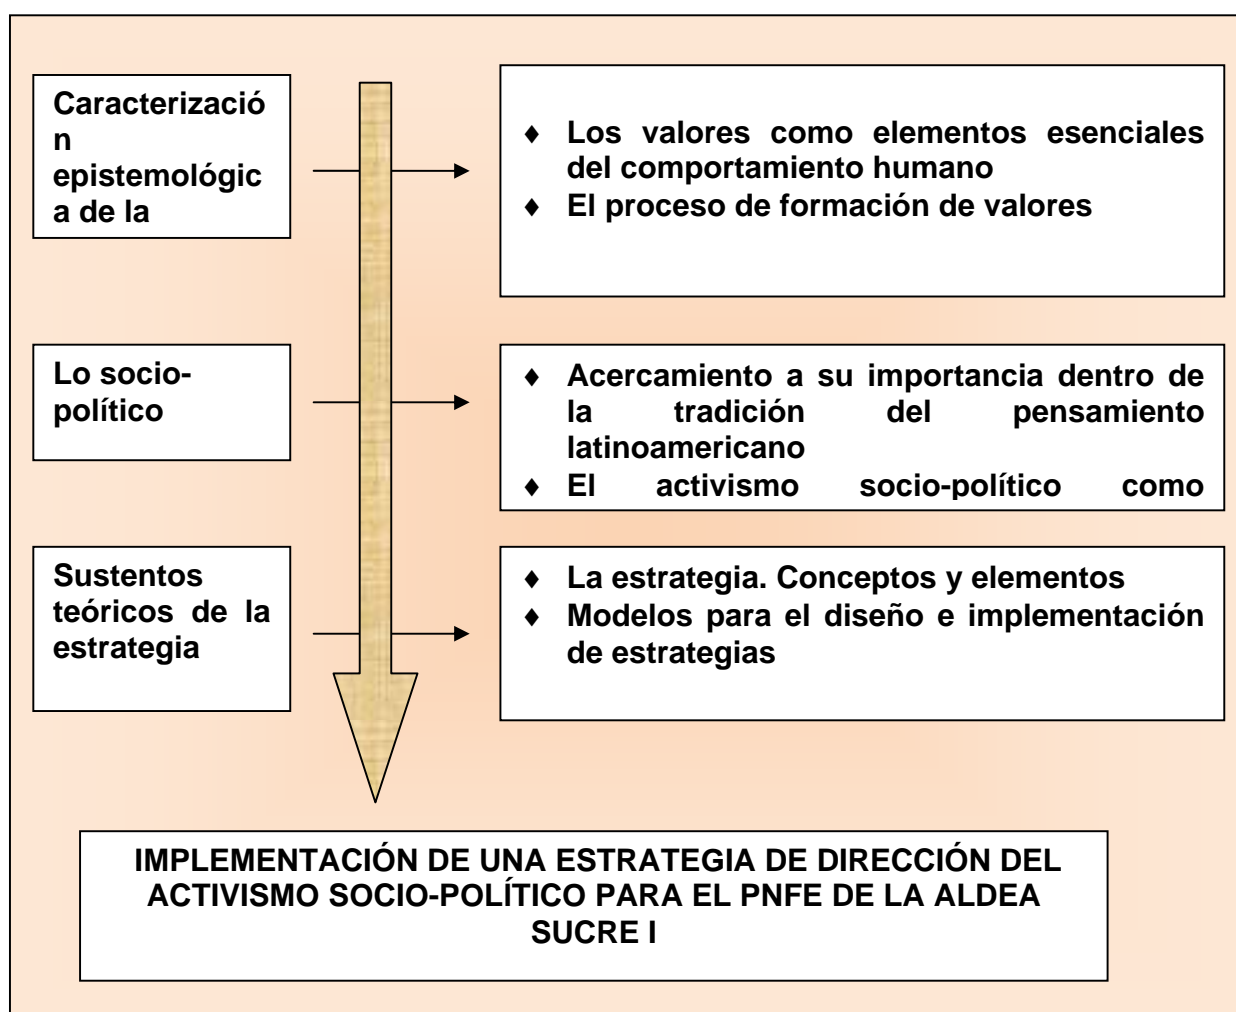 Caracterizació
n
epistemológic
a de la
♦ Los valores como elementos esenciales
del comportamiento humano
♦ El proceso de formación de valores
Lo socio-
político
♦ Acercamiento a su importancia dentro de
la tradición del pensamiento
latinoamericano
♦ El activismo socio-político como
Sustentos
teóricos de la
estrategia
♦ La estrategia. Conceptos y elementos
♦ Modelos para el diseño e implementación
de estrategias
IMPLEMENTACIÓN DE UNA ESTRATEGIA DE DIRECCIÓN DEL
ACTIVISMO SOCIO-POLÍTICO PARA EL PNFE DE LA ALDEA
SUCRE I